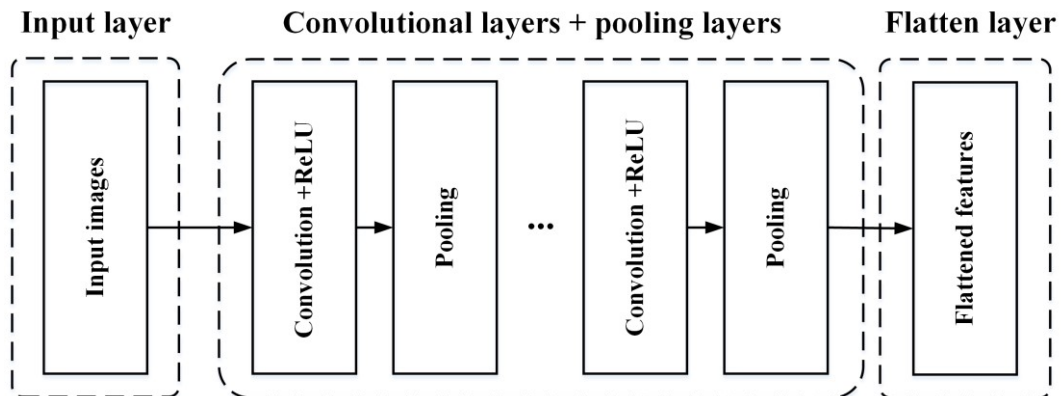 Input layer
Convolutional layers + pooling layers
Flatten layer
Input images
Convolution +ReLU
Pooling
...
Convolution +ReLU
Pooling
Flattened features